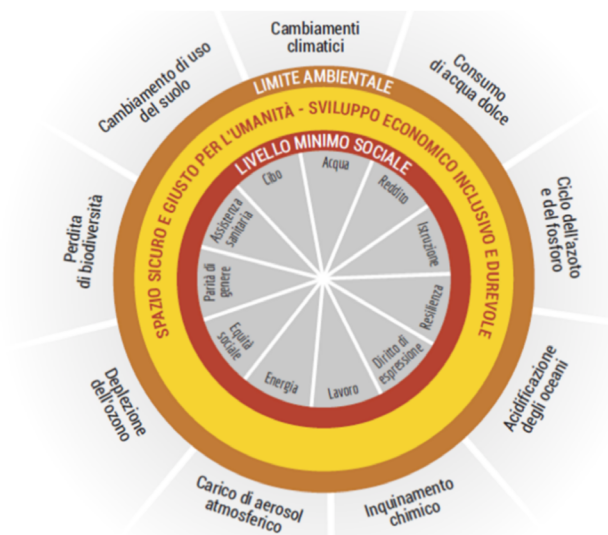 Cambiamenti
climatici
Consumo
di acqua dolce
Ciclo dell'azoto
e del fosforo
Acidificazione
degli oceani
Inquinamento
chimico
Carico di aerosol
atmosferico
Deplezione
dell'ozono
Perdita
di biodiversità
Cambiamento di uso
del suolo
LIMITE AMBIENTALE
SPAZIO SICURO E GIUSTO PER L'UMANITÀ - SVILUPPO ECONOMICO INCLUSIVO E DUREVOLE
LIVELLO MINIMO SOCIALE
Acqua
Reddito
Istruzione
Resilienza
Diritto di
espressione
Lavoro
Energia
Equità
sociale
Parità di
genere
Assistenza
sanitaria
Cibo